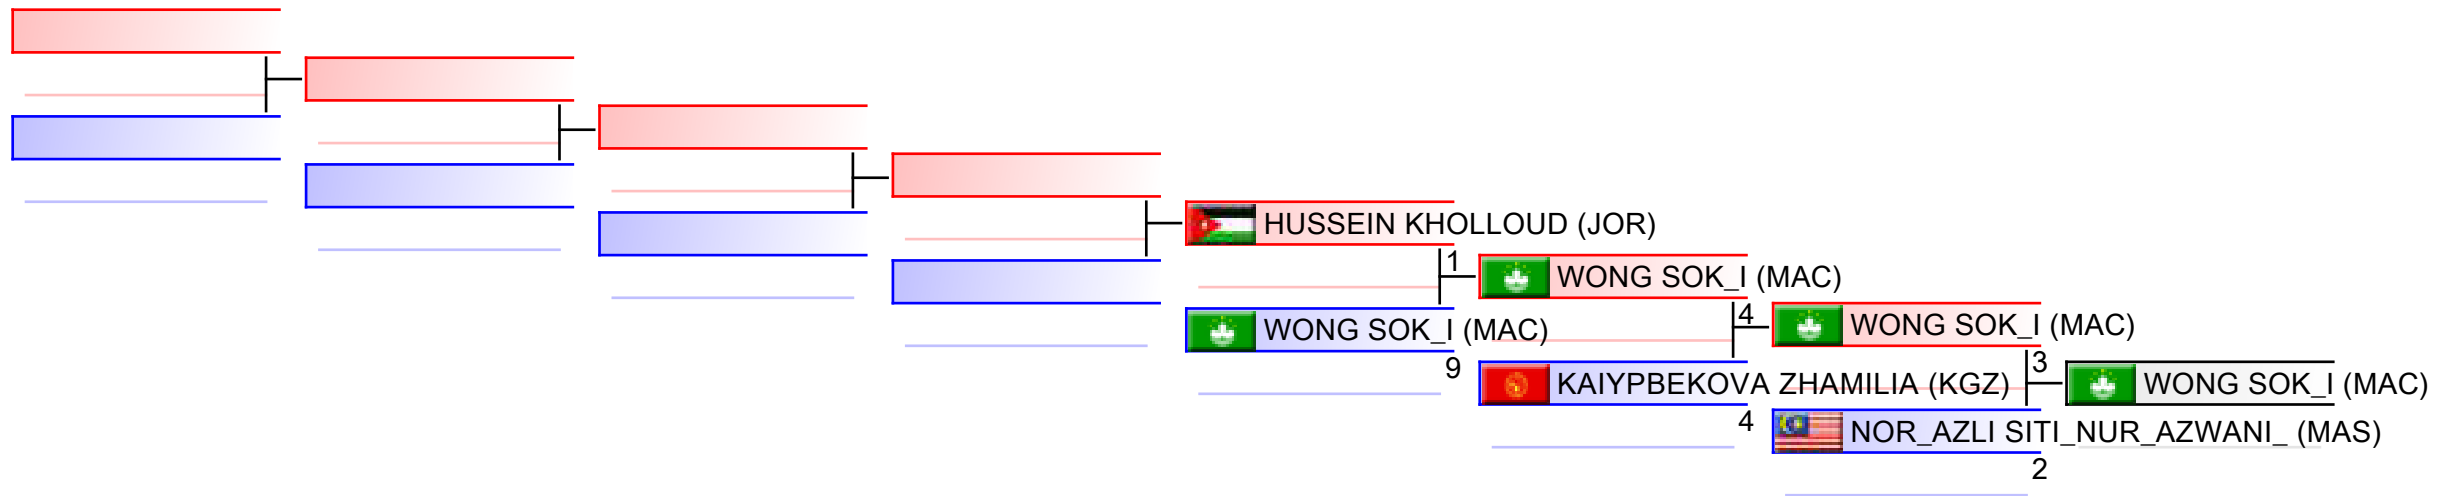 HUSSEIN KHOLLOUD (JOR)
1
WONG SOK_I (MAC)
WONG SOK_I (MAC)
9
4
WONG SOK_I (MAC)
KAIYPBEKOVA ZHAMILIA (KGZ)
4
3
WONG SOK_I (MAC)
NOR_AZLI SITI_NUR_AZWANI_ (MAS)
2